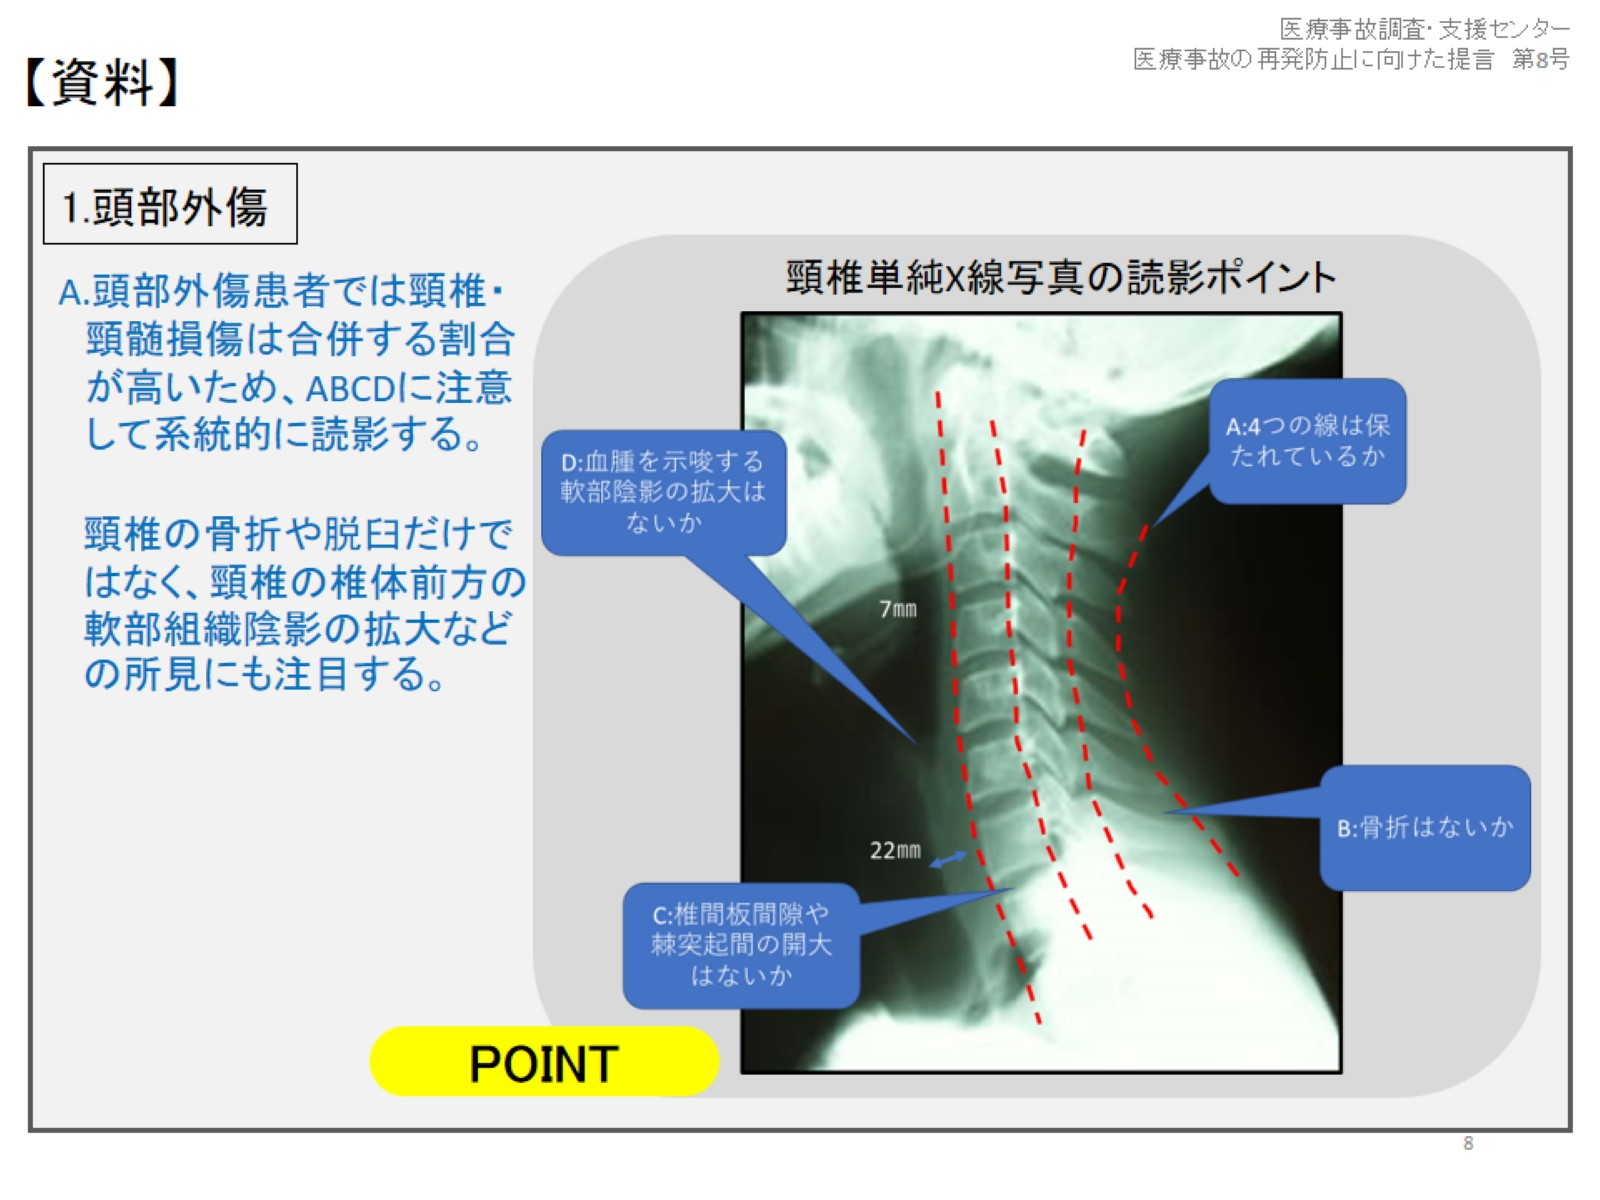 医療事故調査・支援センター
医療事故の再発防止に向けた提言 第8号
【資料】
1.頭部外傷
A.頭部外傷患者では頸椎・
頸髄損傷は合併する割合
が高いため、ABCDに注意
して系統的に読影する。
頸椎の骨折や脱臼だけで
はなく、頸椎の椎体前方の
軟部組織陰影の拡大など
の所見にも注目する。
頸椎単純X線写真の読影ポイント
A:4つの線は保
たれているか
D:血腫を示唆する
軟部陰影の拡大は
ないか
7㎜
B:骨折はないか
22㎜
C:椎間板間隙や
棘突起間の開大
はないか
POINT
8